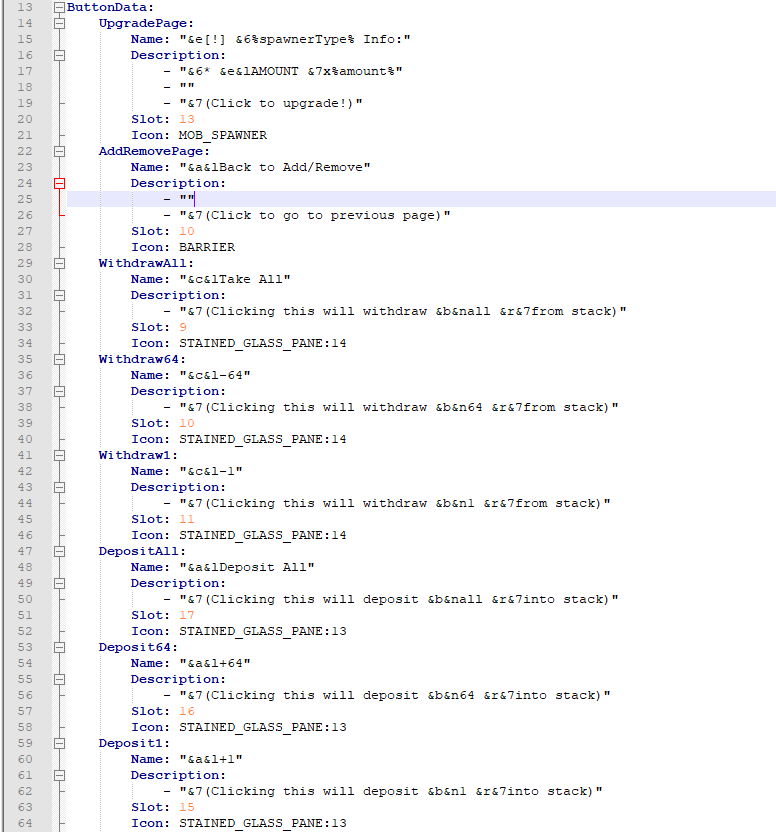 13 ButtonData:
14     UpgradePage:
15         Name: "&e[!] &6%spawnerType% Info:"
16         Description:
17             - "&6* &e&lAMOUNT &7x%amount%"
18             - ""
19             - "&7(Click to upgrade!)"
20         Slot: 13
21         Icon: MOB_SPAWNER
22     AddRemovePage:
23         Name: "&a&lBack to Add/Remove"
24         Description:
25             - ""
26             - "&7(Click to go to previous page)"
27         Slot: 10
28         Icon: BARRIER
29     WithdrawAll:
30         Name: "&c&lTake All"
31         Description:
32             - "&7(Clicking this will withdraw &b&nall &r&7from stack)"
33         Slot: 9
34         Icon: STAINED_GLASS_PANE:14
35     Withdraw64:
36         Name: "&c&l-64"
37         Description:
38             - "&7(Clicking this will withdraw &b&n64 &r&7from stack)"
39         Slot: 10
40         Icon: STAINED_GLASS_PANE:14
41     Withdraw1:
42         Name: "&c&l-1"
43         Description:
44             - "&7(Clicking this will withdraw &b&n1 &r&7from stack)"
45         Slot: 11
46         Icon: STAINED_GLASS_PANE:14
47     DepositAll:
48         Name: "&a&lDeposit All"
49         Description:
50             - "&7(Clicking this will deposit &b&nall &r&7into stack)"
51         Slot: 17
52         Icon: STAINED_GLASS_PANE:13
53     Deposit64:
54         Name: "&a&l+64"
55         Description:
56             - "&7(Clicking this will deposit &b&n64 &r&7into stack)"
57         Slot: 16
58         Icon: STAINED_GLASS_PANE:13
59     Deposit1:
60         Name: "&a&l+1"
61         Description:
62             - "&7(Clicking this will deposit &b&n1 &r&7into stack)"
63         Slot: 15
64         Icon: STAINED_GLASS_PANE:13